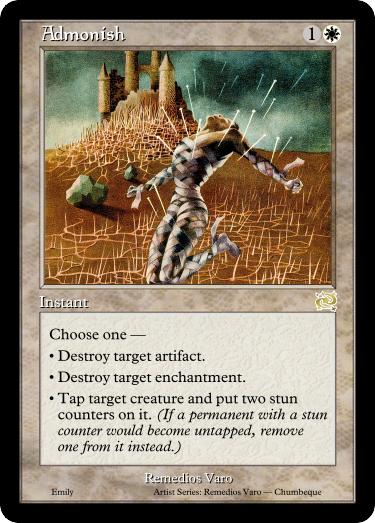 Admonish 1
Instant
Choose one —
• Destroy target artifact.
• Destroy target enchantment.
• Tap target creature and put two stun
counters on it. (If a permanent with a stun
counter would become untapped, remove
one from it instead.)
Remedios Varo
Emily Artist Series: Remedios Varo — Chumbeque